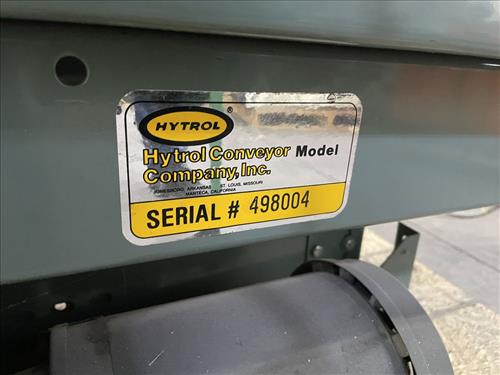 HYTROL
®
Hytrol Conveyor Model
Company, Inc.
JONESBORO, ARKANSAS ST. LOUIS, MISSOURI
MANTECA, CALIFORNIA
SERIAL # 498004